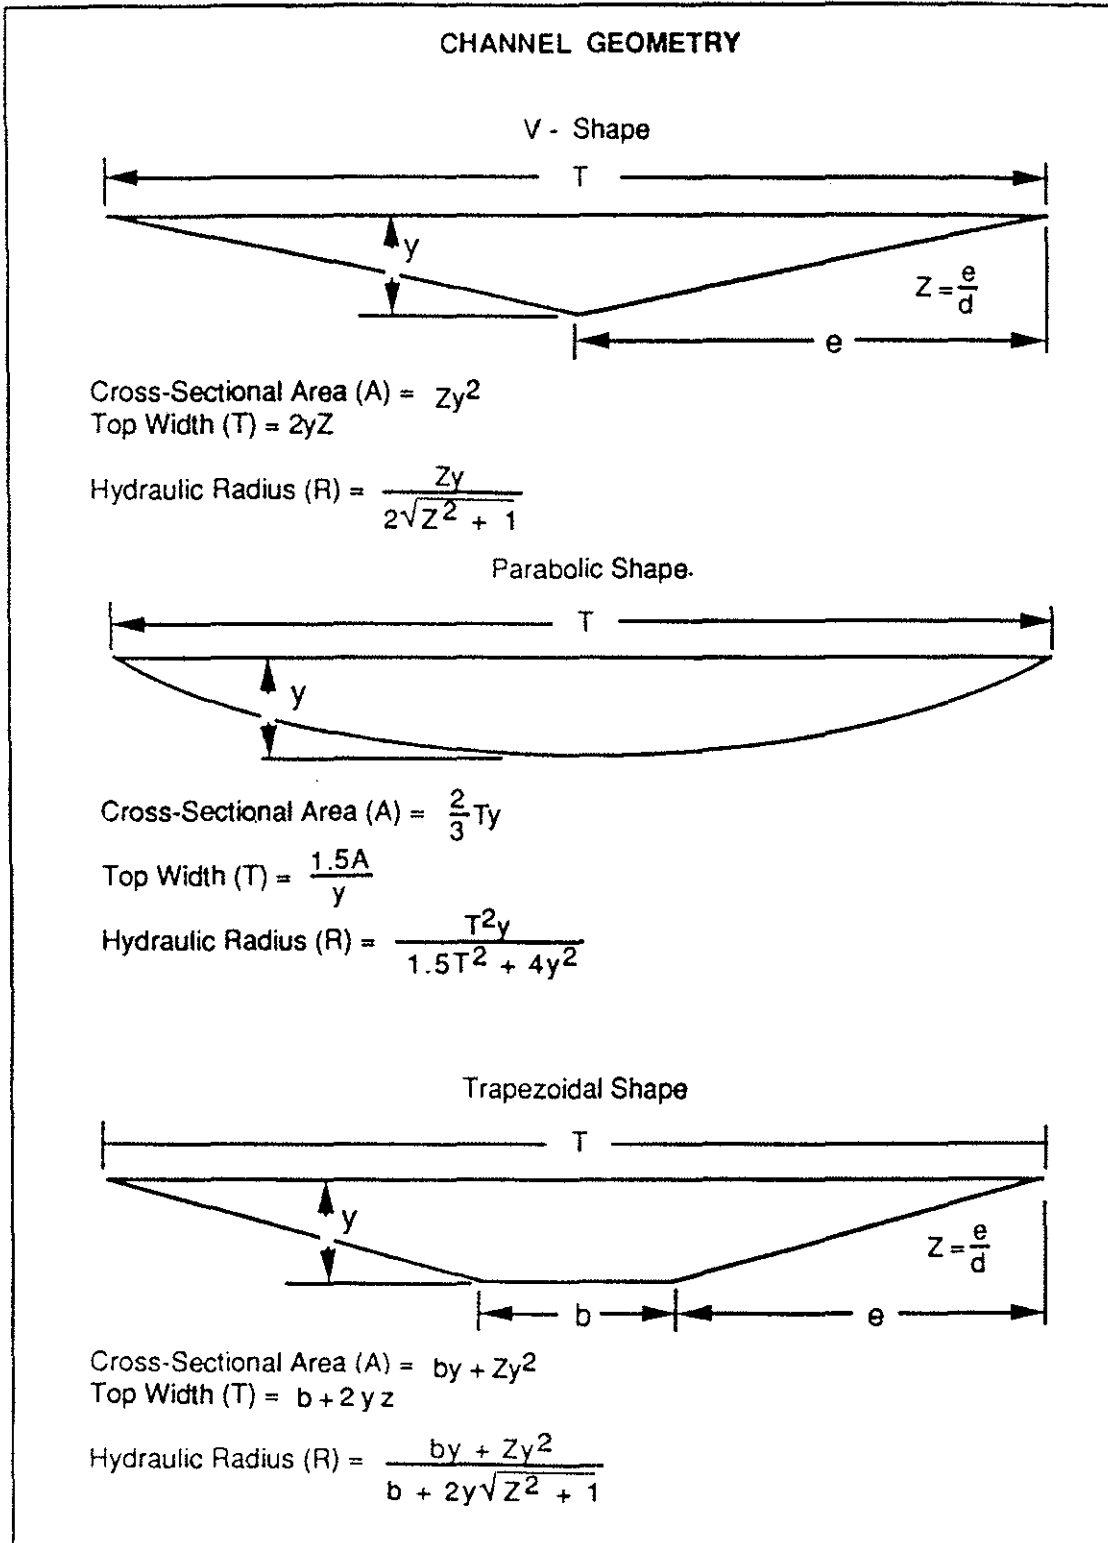 CHANNEL GEOMETRY
V - Shape
T
y
Z = e/d
e
Cross-Sectional Area (A) = Zy²
Top Width (T) = 2yZ
Hydraulic Radius (R) = Zy / 2√Z² + 1
Parabolic Shape.
T
y
Cross-Sectional Area (A) = 2/3 Ty
Top Width (T) = 1.5A / y
Hydraulic Radius (R) = T²y / 1.5T² + 4y²
Trapezoidal Shape
T
y
Z = e/d
b
e
Cross-Sectional Area (A) = by + Zy²
Top Width (T) = b + 2 y z
Hydraulic Radius (R) = by + Zy² / b + 2y√Z² + 1